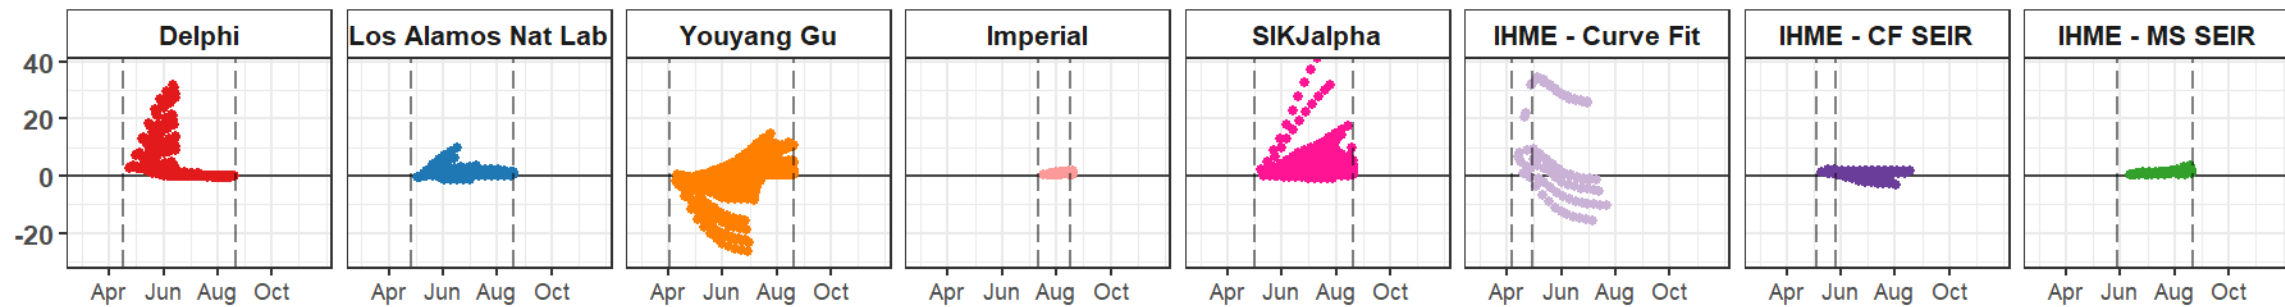 Delphi Los Alamos Nat Lab Youyang Gu Imperial SIKJalpha IHME - Curve Fit IHME - CF SEIR IHME - MS SEIR
40
20
0
-20
Apr Jun Aug Oct Apr Jun Aug Oct Apr Jun Aug Oct Apr Jun Aug Oct Apr Jun Aug Oct Apr Jun Aug Oct Apr Jun Aug Oct Apr Jun Aug Oct